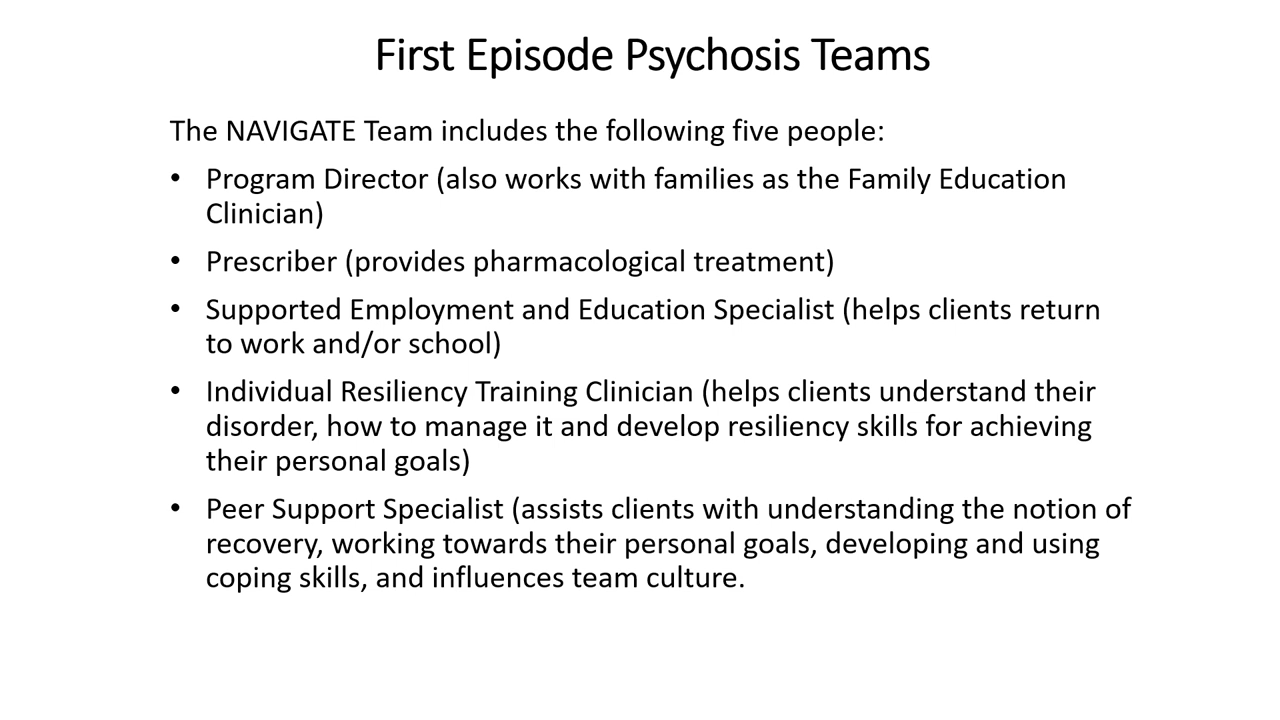 First Episode Psychosis Teams
The NAVIGATE Team includes the following five people:
• Program Director (also works with families as the Family Education
Clinician)
• Prescriber (provides pharmacological treatment)
• Supported Employment and Education Specialist (helps clients return
to work and/or school)
• Individual Resiliency Training Clinician (helps clients understand their
disorder, how to manage it and develop resiliency skills for achieving
their personal goals)
• Peer Support Specialist (assists clients with understanding the notion of
recovery, working towards their personal goals, developing and using
coping skills, and influences team culture.